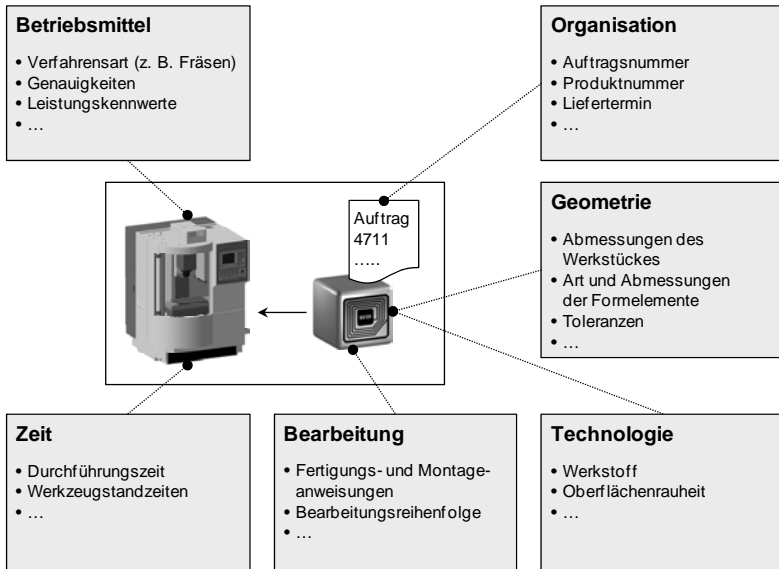 Betriebsmittel
• Verfahrensart (z. B. Fräsen)
• Genauigkeiten
• Leistungskennwerte
• ...
Organisation
• Auftragsnummer
• Produktnummer
• Liefertermin
• ...
Auftrag
4711
.....
Geometrie
• Abmessungen des
Werkstückes
• Art und Abmessungen
der Formelemente
• Toleranzen
• ...
Zeit
• Durchführungszeit
• Werkzeugstandzeiten
• ...
Bearbeitung
• Fertigungs- und Montage-
anweisungen
• Bearbeitungsreihenfolge
• ...
Technologie
• Werkstoff
• Oberflächenrauheit
• ...